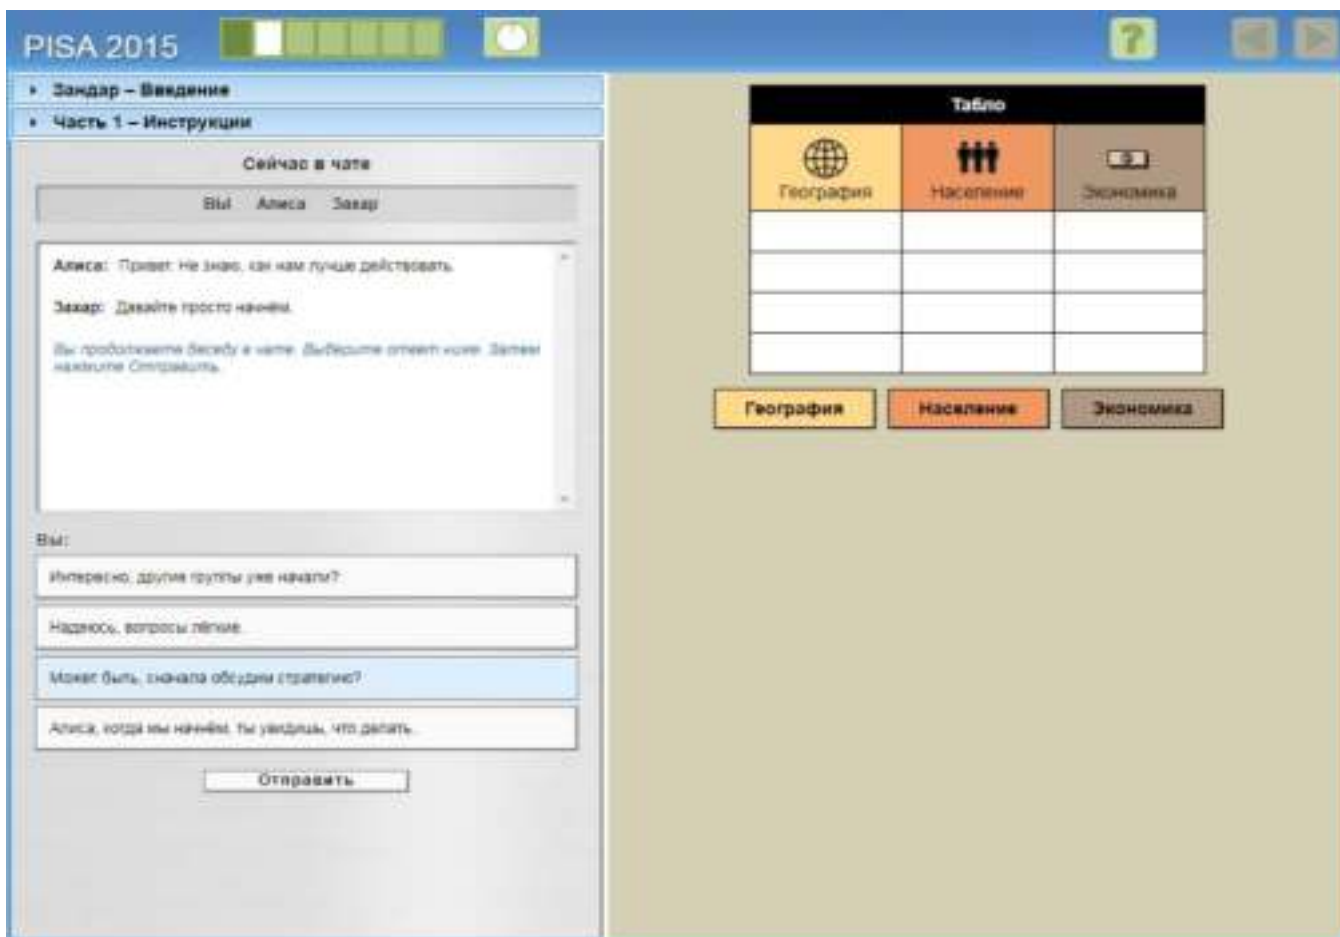 PISA 2015
?
Зандар – Введение
Часть 1 – Инструкции
Сейчас в чате
ВЫ Алиса Захар
Алиса: Привет. Не знаю, как нам лучше действовать.
Захар: Давайте просто начнём.
Вы продолжаете беседу в чате. Выберите ответ ниже. Затем
нажмите Отправить.
Вы:
Интересно, другие группы уже начали?
Надеюсь, вопросы лёгкие.
Может быть, сначала обсудим стратегию?
Алиса, когда мы начнём, ты увидишь, что делать.
Отправить
Табло
География Население Экономика
География Население Экономика